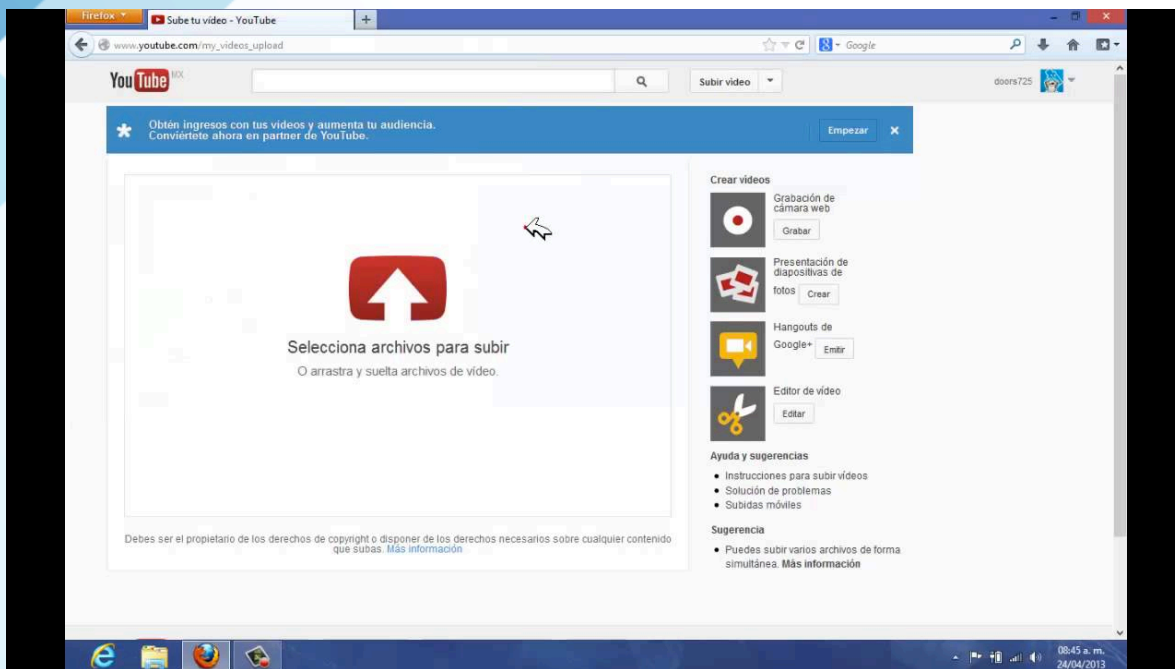 Firefox
Sube tu vídeo - YouTube
www.youtube.com/my_videos_upload
Google
YouTube MX
Subir video
doors725
Obtén ingresos con tus videos y aumenta tu audiencia.
Conviértete ahora en partner de YouTube.
Empezar
Selecciona archivos para subir
O arrastra y suelta archivos de vídeo.
Debes ser el propietario de los derechos de copyright o disponer de los derechos necesarios sobre cualquier contenido
que subas. Más información
Crear vídeos
Grabación de
cámara web
Grabar
Presentación de
diapositivas de
fotos Crear
Hangouts de
Google+ Emitir
Editor de vídeo
Editar
Ayuda y sugerencias
Instrucciones para subir vídeos
Solución de problemas
Subidas móviles
Sugerencia
Puedes subir varios archivos de forma
simultánea. Más información
08:45 a. m.
24/04/2013